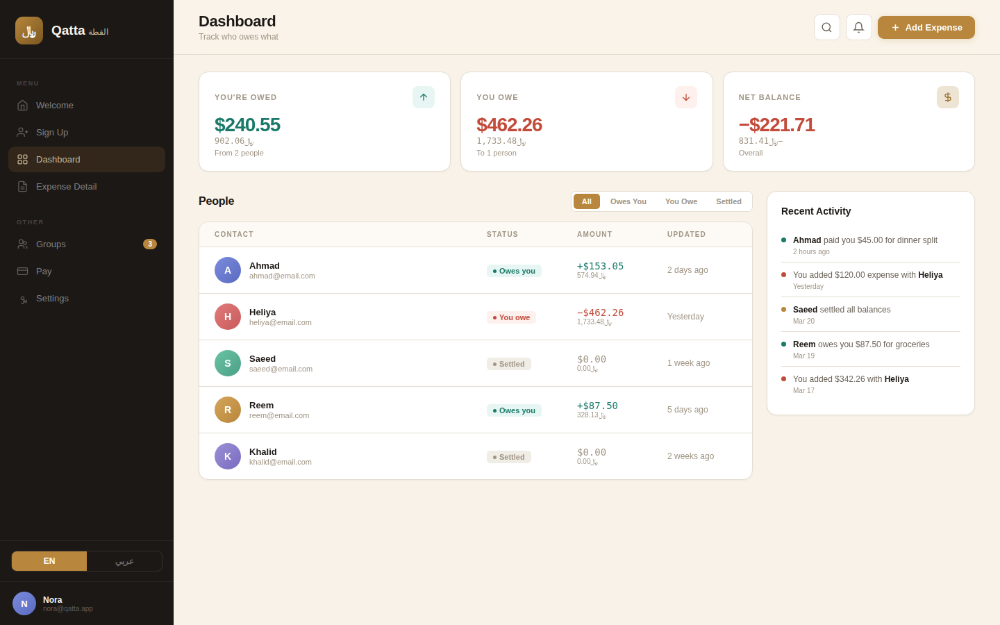 ﷼ Qatta القطة
MENU
Welcome
Sign Up
Dashboard
Expense Detail
OTHER
Groups 3
Pay
Settings
EN عربي
N Nora
nora@qatta.app
Dashboard
Track who owes what
+ Add Expense
YOU'RE OWED
$240.55
902.06﷼
From 2 people
YOU OWE
$462.26
1,733.48﷼
To 1 person
NET BALANCE
−$221.71
831.41﷼−
Overall
People
All Owes You You Owe Settled
CONTACT STATUS AMOUNT UPDATED
A Ahmad Owes you +$153.05 2 days ago
ahmad@email.com 574.94﷼
H Heliya You owe −$462.26 Yesterday
heliya@email.com 1,733.48﷼
S Saeed Settled $0.00 1 week ago
saeed@email.com 0.00﷼
R Reem Owes you +$87.50 5 days ago
reem@email.com 328.13﷼
K Khalid Settled $0.00 2 weeks ago
khalid@email.com 0.00﷼
Recent Activity
Ahmad paid you $45.00 for dinner split
2 hours ago
You added $120.00 expense with Heliya
Yesterday
Saeed settled all balances
Mar 20
Reem owes you $87.50 for groceries
Mar 19
You added $342.26 with Heliya
Mar 17